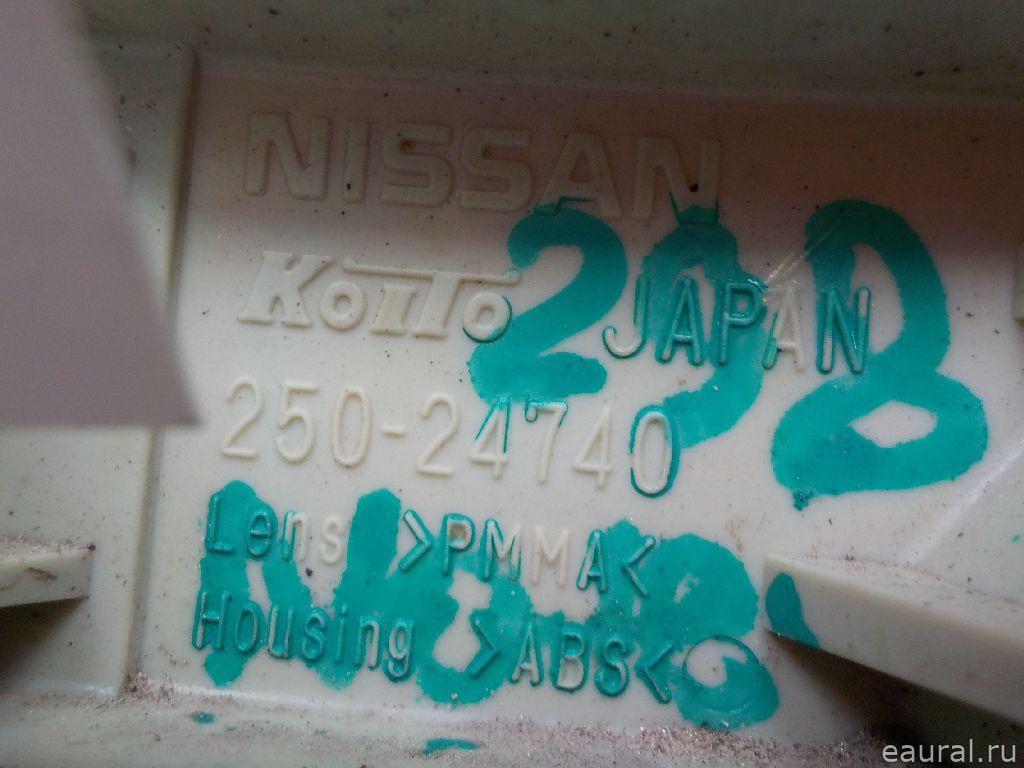 NISSAN
KOITO JAPAN
250-24740
Lens >PMMA<
Housing >ABS<
eaural.ru